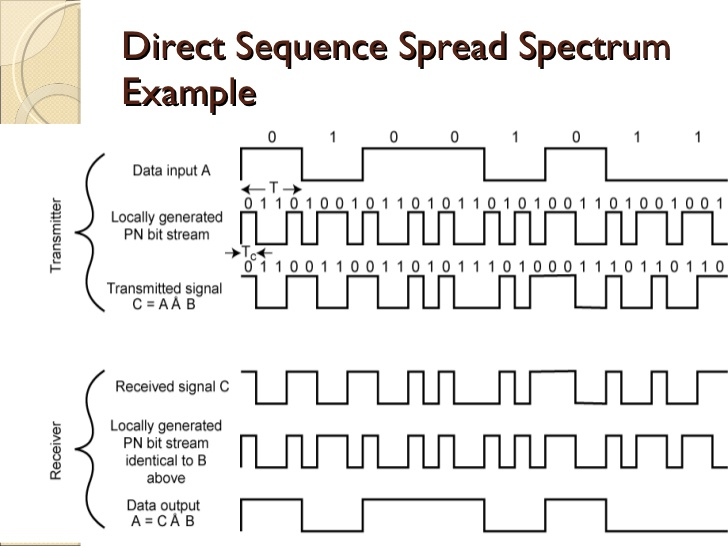 Direct Sequence Spread Spectrum
Example
0 1 0 0 1 0 1 1
Transmitter
Data input A
T
0 1 1 0 1 0 0 1 0 1 1 0 1 0 1 1 0 1 0 1 0 0 1 1 0 1 0 0 1 0 0 1
Locally generated
PN bit stream
Tc
0 1 1 0 0 1 1 0 0 1 1 0 1 0 1 1 1 0 1 0 0 0 1 1 1 0 1 1 0 1 1 0
Transmitted signal
C = A Å B
Receiver
Received signal C
Locally generated
PN bit stream
identical to B
above
Data output
A = C Å B